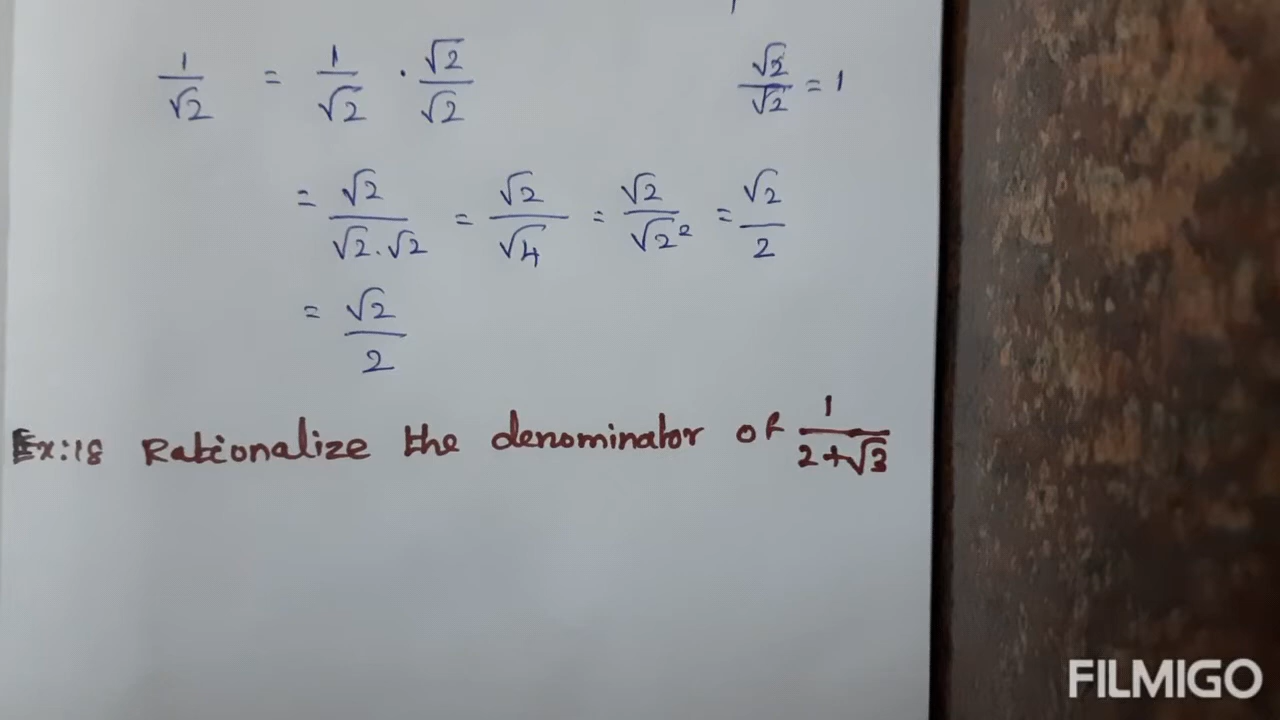 1/√2 = 1/√2 · √2/√2
√2/√2 = 1
= √2/√2.√2 = √2/√4 = √2/√2² = √2/2
= √2/2
Ex:18 Rationalize the denominator of 1/2+√3
FILMIGO